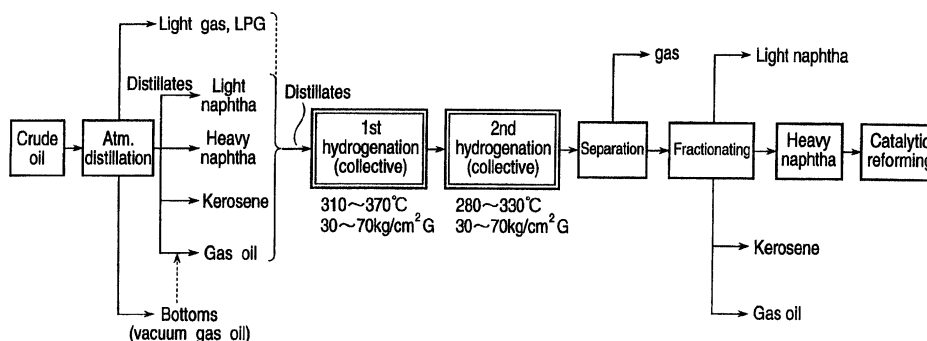 Light gas, LPG
gas
Light naphtha
Distillates
Light
naphtha
Distillates
Crude
oil
Atm.
distillation
Heavy
naphtha
1st
hydrogenation
(collective)
2nd
hydrogenation
(collective)
Separation
Fractionating
Heavy
naphtha
Catalytic
reforming
310～370℃
30～70kg/cm² G
280～330℃
30～70kg/cm² G
Kerosene
Gas oil
Kerosene
Bottoms
(vacuum gas oil)
Gas oil